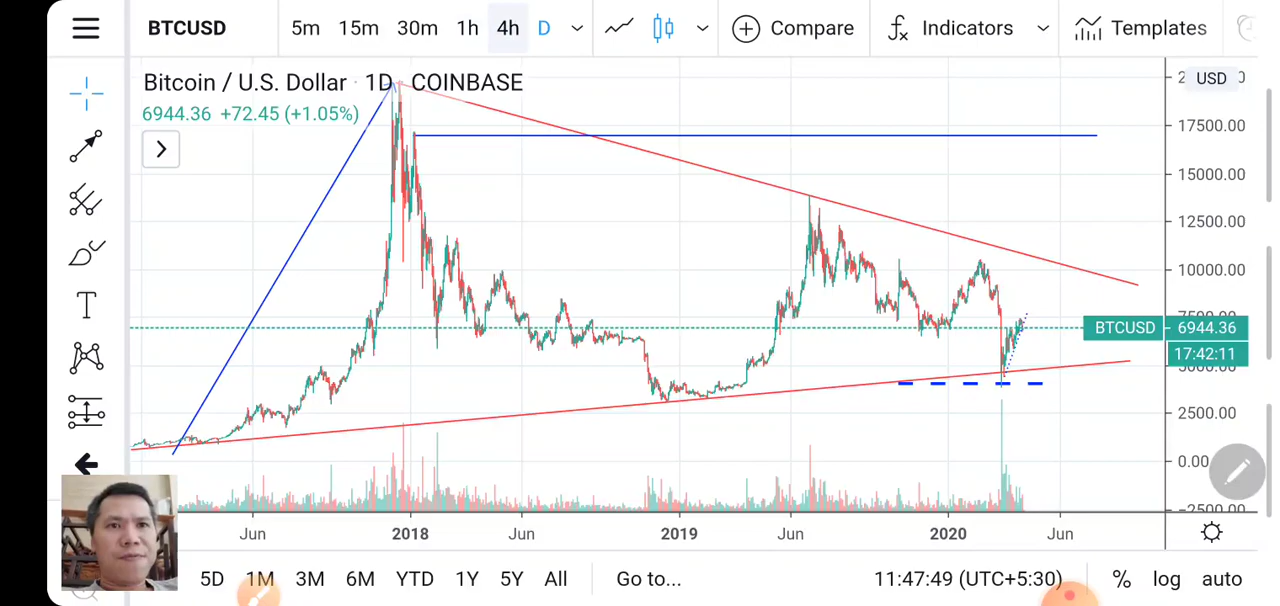 BTCUSD 5m 15m 30m 1h 4h D Compare Indicators Templates
Bitcoin / U.S. Dollar · 1D COINBASE
USD
6944.36 +72.45 (+1.05%)
17500.00
15000.00
12500.00
10000.00
BTCUSD 6944.36
17:42:11
2500.00
0.00
Jun 2018 Jun 2019 Jun 2020 Jun
5D 1M 3M 6M YTD 1Y 5Y All Go to... 11:47:49 (UTC+5:30) % log auto